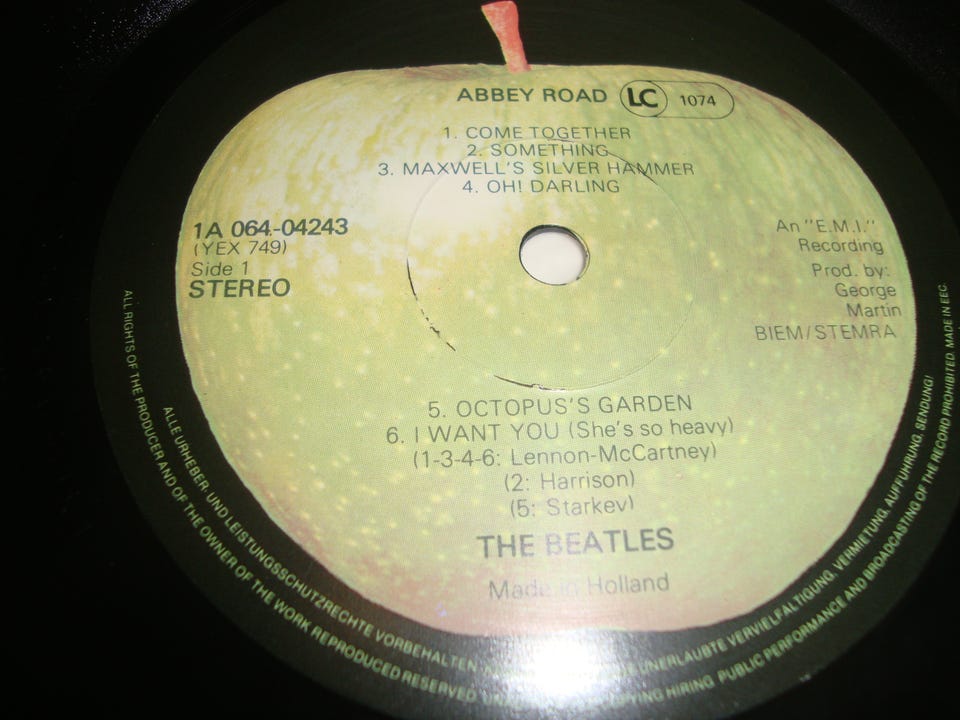 ABBEY ROAD LC 1074
1. COME TOGETHER
2. SOMETHING
3. MAXWELL'S SILVER HAMMER
4. OH! DARLING
1A 064-04243
(YEX 749)
Side 1
STEREO
An "E.M.I."
Recording
Prod. by:
George
Martin
BIEM/STEMRA
5. OCTOPUS'S GARDEN
6. I WANT YOU (She's so heavy)
(1-3-4-6: Lennon-McCartney)
(2: Harrison)
(5: Starkey)
THE BEATLES
Made in Holland
ALLE URHEBER- UND LEISTUNGSSCHUTZRECHTE VORBEHALTEN. UNERLAUBTE VERVIELFÄLTIGUNG, VERMIETUNG, AUFFÜHRUNG, SENDUNG!
ALL RIGHTS OF THE PRODUCER AND OF THE OWNER OF THE WORK REPRODUCED RESERVED HIRING PUBLIC PERFORMANCE AND BROADCASTING OF THE RECORD PROHIBITED. MADE IN EEC.